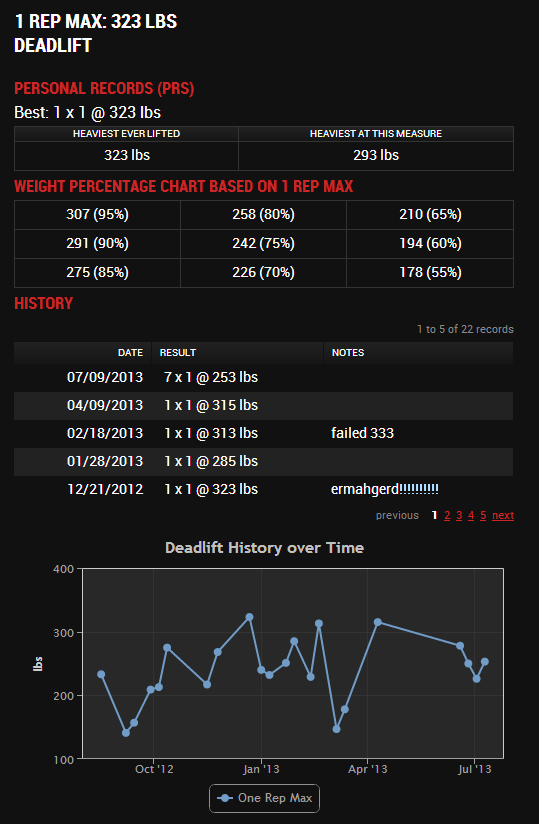 1 REP MAX: 323 LBS
DEADLIFT
PERSONAL RECORDS (PRS)
Best: 1 x 1 @ 323 lbs
HEAVIEST EVER LIFTED HEAVIEST AT THIS MEASURE
323 lbs 293 lbs
WEIGHT PERCENTAGE CHART BASED ON 1 REP MAX
307 (95%) 258 (80%) 210 (65%)
291 (90%) 242 (75%) 194 (60%)
275 (85%) 226 (70%) 178 (55%)
HISTORY
1 to 5 of 22 records
DATE RESULT NOTES
07/09/2013 7 x 1 @ 253 lbs
04/09/2013 1 x 1 @ 315 lbs
02/18/2013 1 x 1 @ 313 lbs failed 333
01/28/2013 1 x 1 @ 285 lbs
12/21/2012 1 x 1 @ 323 lbs ermahgerd!!!!!!!!!!
previous 1 2 3 4 5 next
Deadlift History over Time
400
300
lbs
200
100
Oct '12 Jan '13 Apr '13 Jul '13
One Rep Max